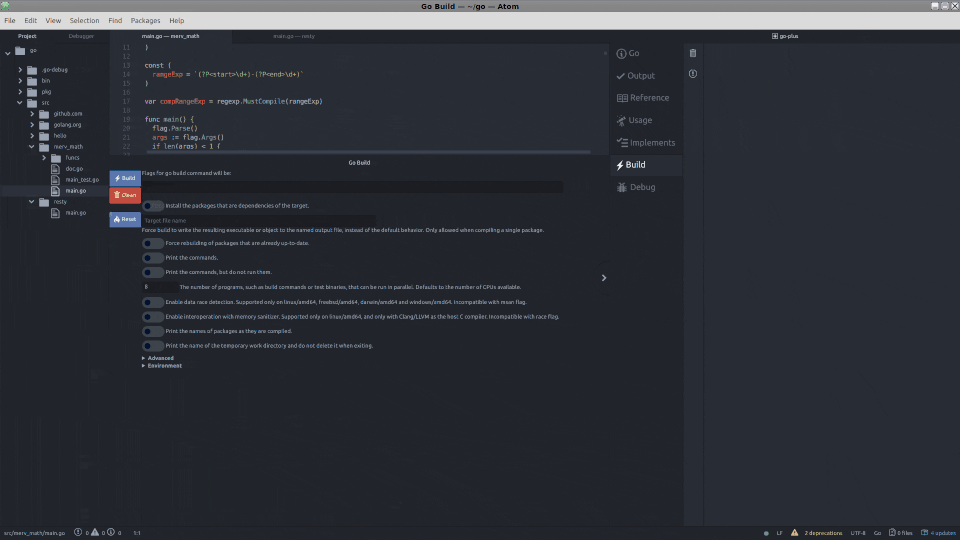 Go Build — ~/go — Atom
File Edit View Selection Find Packages Help
Project Debugger main.go — merv_math main.go — resty go-plus
go
.go-debug
bin
pkg
src
github.com
golang.org
hello
merv_math
funcs
doc.go
main_test.go
main.go
resty
main.go
11 )
12
13 const (
14 rangeExp = `(?P<start>\d+)-(?P<end>\d+)`
15 )
16
17 var compRangeExp = regexp.MustCompile(rangeExp)
18
19 func main() {
20 flag.Parse()
21 args := flag.Args()
22 if len(args) < 1 {
Go
Output
Reference
Usage
Implements
Build
Debug
Go Build
Build
Clean
Reset
Flags for go build command will be:
Install the packages that are dependencies of the target.
Target file name
Force build to write the resulting executable or object to the named output file, instead of the default behavior. Only allowed when compiling a single package.
Force rebuilding of packages that are already up-to-date.
Print the commands.
Print the commands, but do not run them.
8 The number of programs, such as build commands or test binaries, that can be run in parallel. Defaults to the number of CPUs available.
Enable data race detection. Supported only on linux/amd64, freebsd/amd64, darwin/amd64 and windows/amd64. Incompatible with msan flag.
Enable interoperation with memory sanitizer. Supported only on linux/amd64, and only with Clang/LLVM as the host C compiler. Incompatible with race flag.
Print the names of packages as they are compiled.
Print the name of the temporary work directory and do not delete it when exiting.
Advanced
Environment
src/merv_math/main.go 0 0 0 1:1 LF 2 deprecations UTF-8 Go 0 files 4 updates